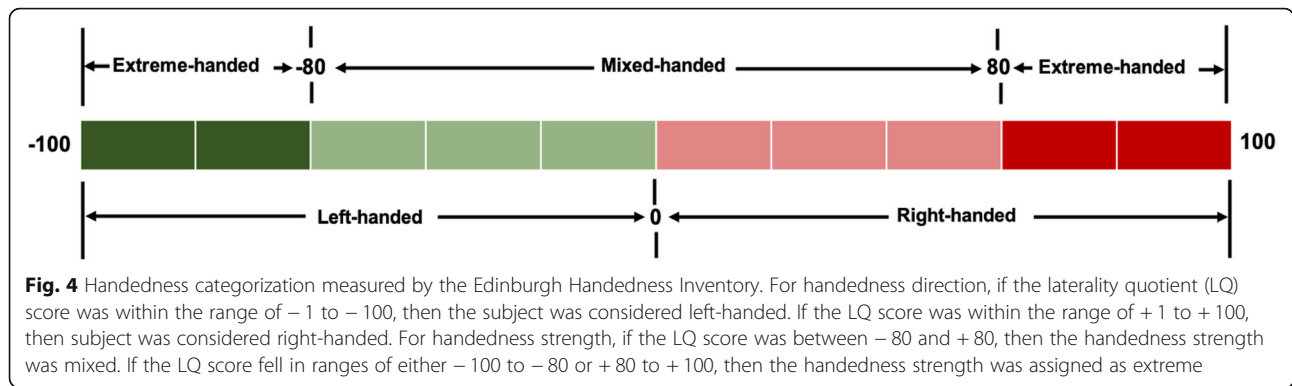 Extreme-handed -80 Mixed-handed 80 Extreme-handed
-100 100
Left-handed 0 Right-handed
Fig. 4 Handedness categorization measured by the Edinburgh Handedness Inventory. For handedness direction, if the laterality quotient (LQ)
score was within the range of − 1 to − 100, then the subject was considered left-handed. If the LQ score was within the range of + 1 to + 100,
then subject was considered right-handed. For handedness strength, if the LQ score was between − 80 and + 80, then the handedness strength
was mixed. If the LQ score fell in ranges of either − 100 to − 80 or + 80 to + 100, then the handedness strength was assigned as extreme